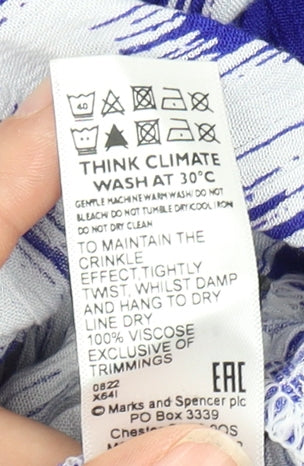 40
THINK CLIMATE
WASH AT 30°C
GENTLE MACHINE WARM WASH/ DO NOT
BLEACH/ DO NOT TUMBLE DRY/COOL IRON/
DO NOT DRY CLEAN
TO MAINTAIN THE
CRINKLE
EFFECT,TIGHTLY
TWIST, WHILST DAMP
AND HANG TO DRY
LINE DRY
100% VISCOSE
EXCLUSIVE OF
TRIMMINGS
0822
X641
EAC
© Marks and Spencer plc
PO Box 3339